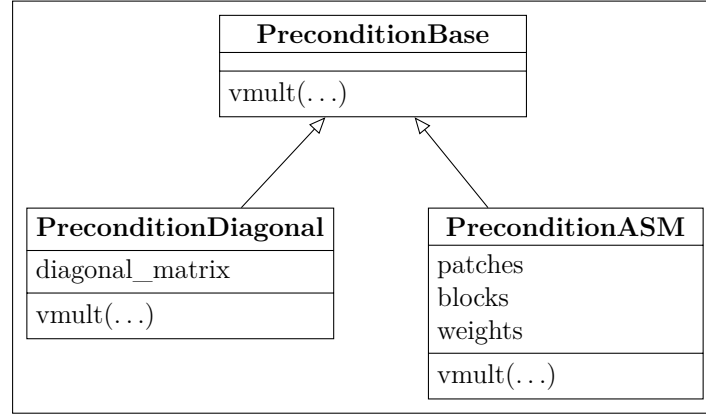 PreconditionBase
vmult(...)
PreconditionDiagonal
diagonal_matrix
vmult(...)
PreconditionASM
patches
blocks
weights
vmult(...)